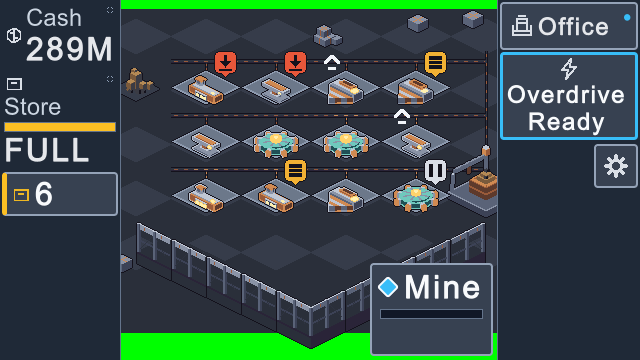 Cash
289M
Store
FULL
6
Office
Overdrive
Ready
Mine